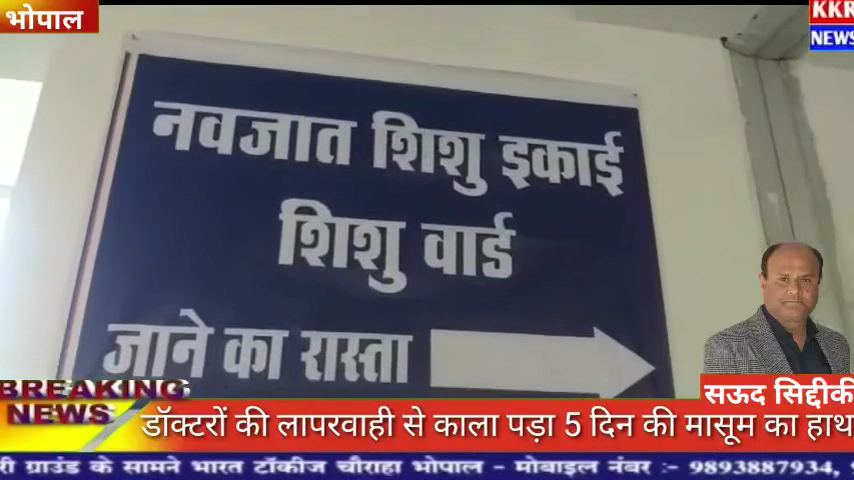 भोपाल
KKR
NEWS
नवजात शिशु इकाई
शिशु वार्ड
जाने का रास्ता
सऊद सिद्दीकी
BREAKING
NEWS
डॉक्टरों की लापरवाही से काला पड़ा 5 दिन की मासूम का हाथ
री ग्राउंड के सामने भारत टॉकीज चौराहा भोपाल - मोबाइल नंबर :- 9893887934,